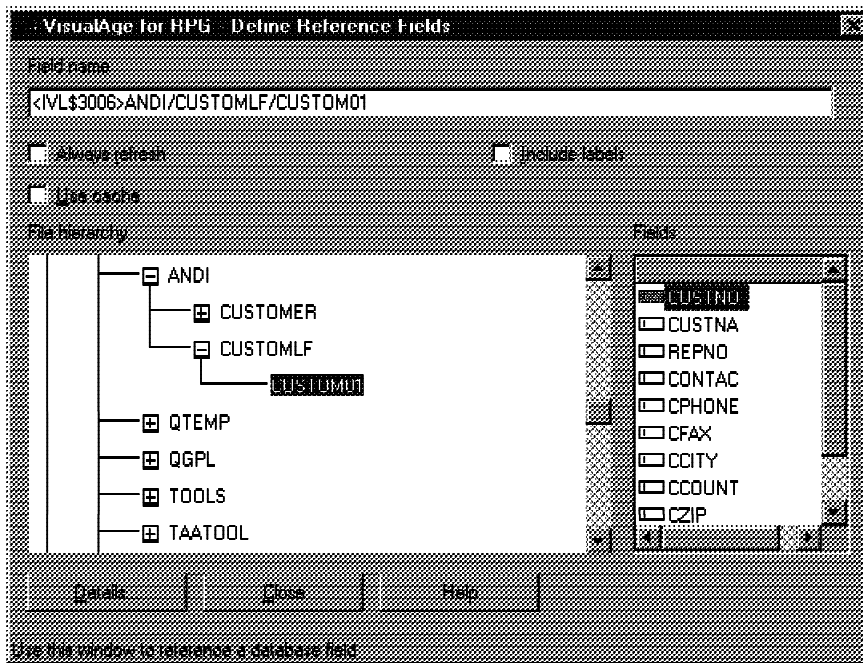 VisualAge for RPG - Define Reference Fields
Field name
<IVL$3006>ANDI/CUSTOMLF/CUSTOM01
Always refresh
Include labels
Use cache
File hierarchy
Fields
ANDI
CUSTOMER
CUSTOMLF
CUSTOM01
QTEMP
QGPL
TOOLS
TAATOOL
CUSTNO
CUSTNA
REPNO
CONTAC
CPHONE
CFAX
CCITY
CCOUNT
CZIP
Details...
Close
Help
Use this window to reference a database field